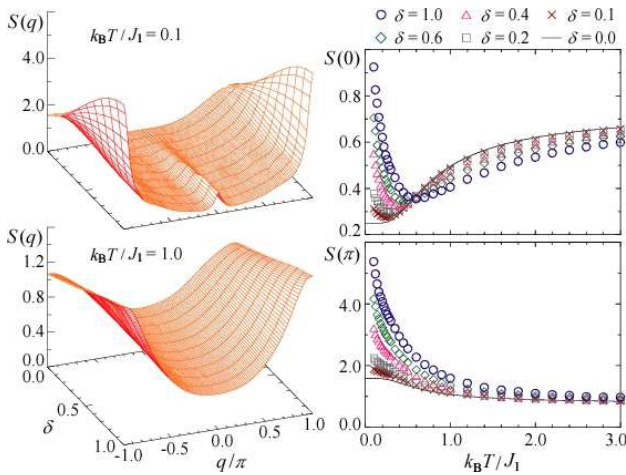 S(q)
4.0
2.0
0.0
k_B T / J_1 = 0.1
S(q)
1.2
0.8
0.4
0.0
k_B T / J_1 = 1.0
0.0
0.5
1.0
δ
-1.0
0.0
1.0
q/π
δ = 1.0 δ = 0.4 δ = 0.1
δ = 0.6 δ = 0.2 δ = 0.0
S(0)
0.8
0.6
0.4
0.2
S(π)
4.0
2.0
0.0
0.0 1.0 2.0 3.0
k_B T / J_1